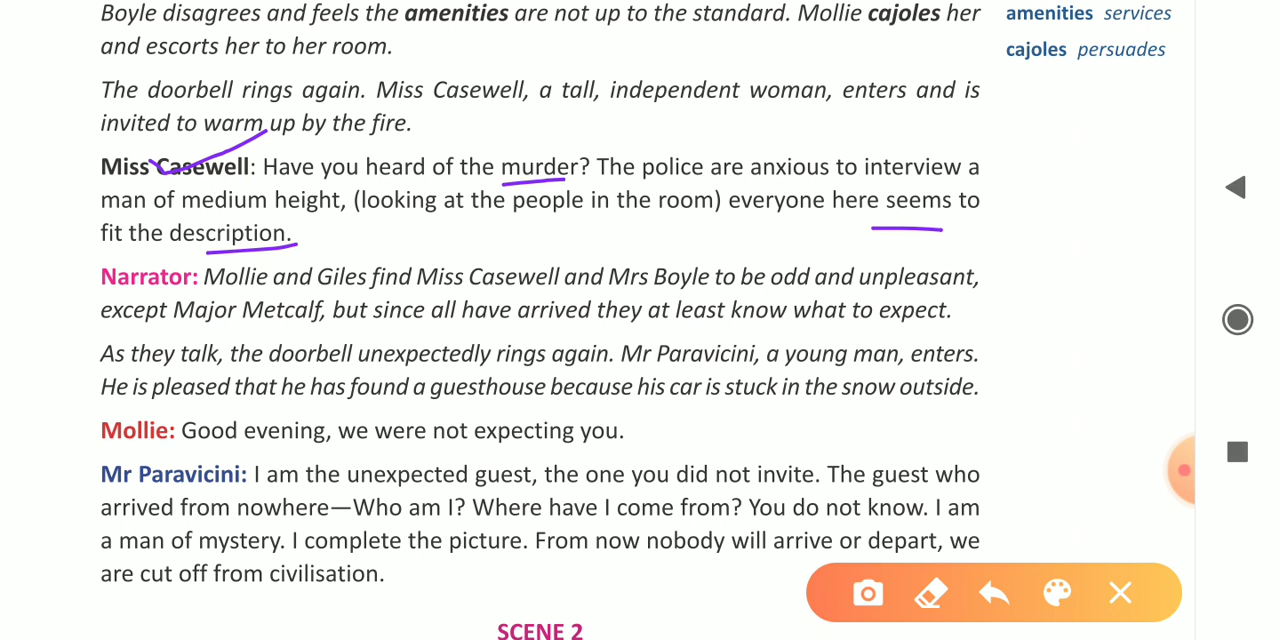 Boyle disagrees and feels the amenities are not up to the standard. Mollie cajoles her
and escorts her to her room.
amenities services
cajoles persuades
The doorbell rings again. Miss Casewell, a tall, independent woman, enters and is
invited to warm up by the fire.
Miss Casewell: Have you heard of the murder? The police are anxious to interview a
man of medium height, (looking at the people in the room) everyone here seems to
fit the description.
Narrator: Mollie and Giles find Miss Casewell and Mrs Boyle to be odd and unpleasant,
except Major Metcalf, but since all have arrived they at least know what to expect.
As they talk, the doorbell unexpectedly rings again. Mr Paravicini, a young man, enters.
He is pleased that he has found a guesthouse because his car is stuck in the snow outside.
Mollie: Good evening, we were not expecting you.
Mr Paravicini: I am the unexpected guest, the one you did not invite. The guest who
arrived from nowhere—Who am I? Where have I come from? You do not know. I am
a man of mystery. I complete the picture. From now nobody will arrive or depart, we
are cut off from civilisation.
SCENE 2